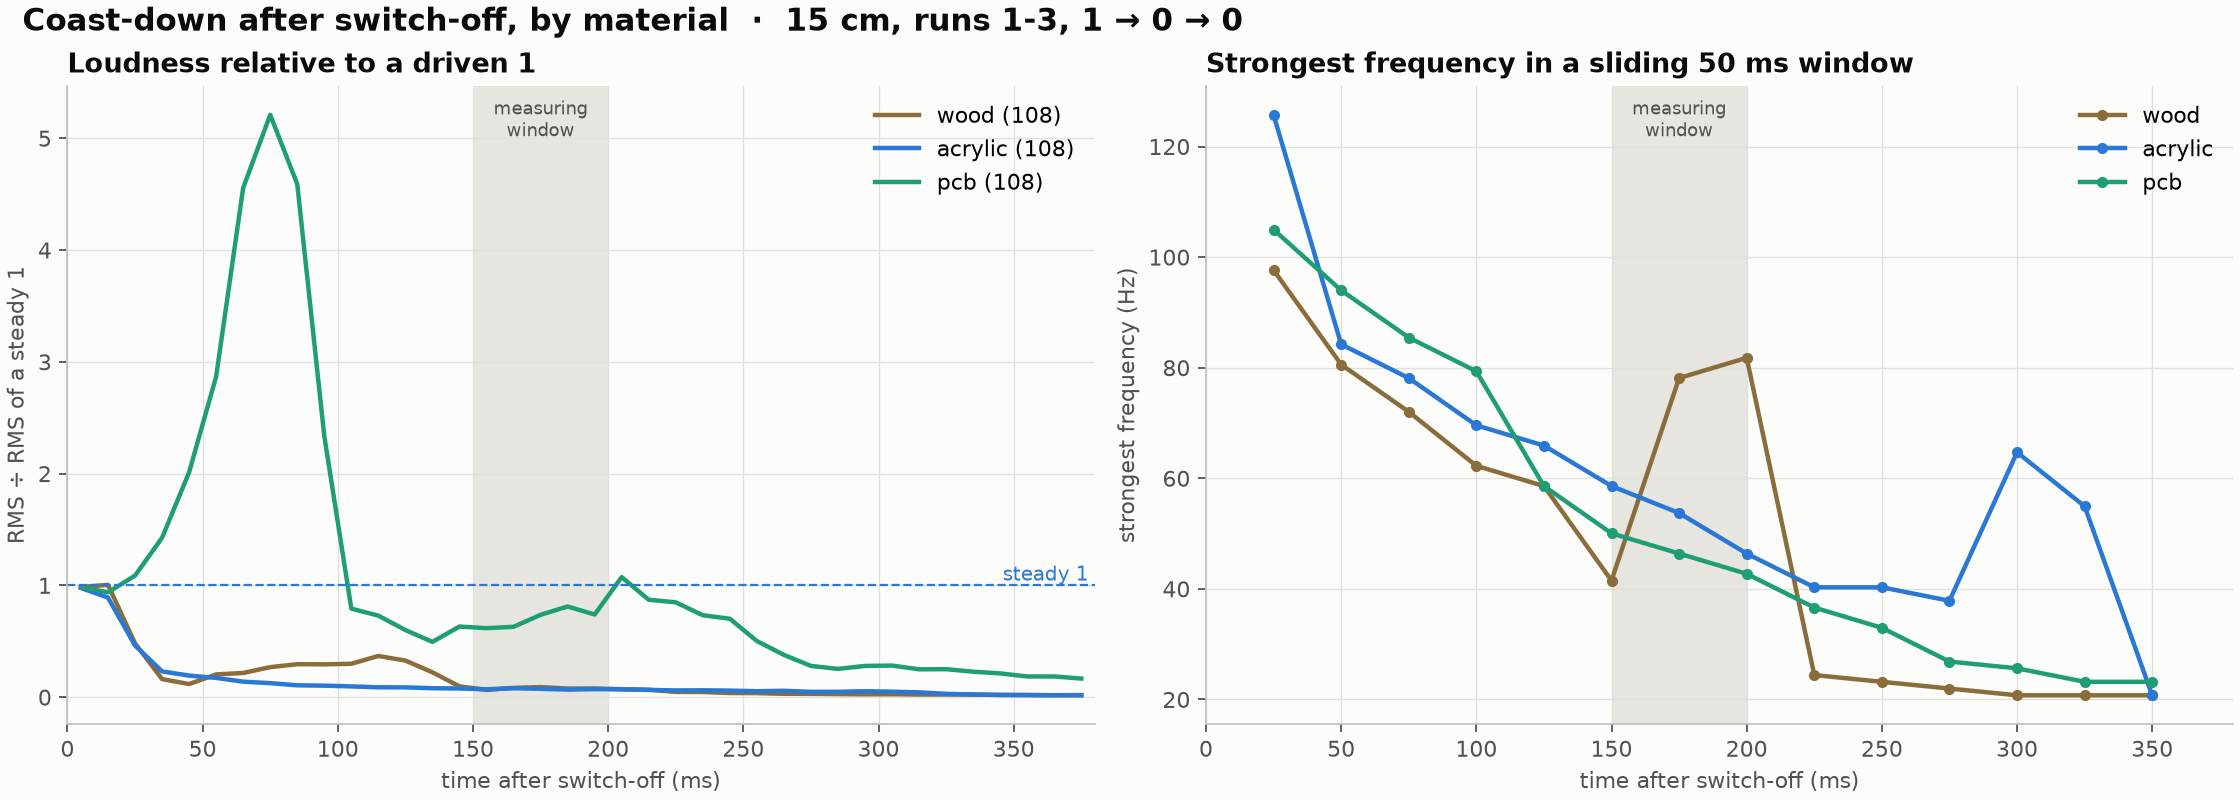 Coast-down after switch-off, by material · 15 cm, runs 1-3, 1 → 0 → 0
Loudness relative to a driven 1
measuring
window
wood (108)
acrylic (108)
pcb (108)
steady 1
RMS ÷ RMS of a steady 1
5
4
3
2
1
0
0 50 100 150 200 250 300 350
time after switch-off (ms)
Strongest frequency in a sliding 50 ms window
measuring
window
wood
acrylic
pcb
strongest frequency (Hz)
120
100
80
60
40
20
0 50 100 150 200 250 300 350
time after switch-off (ms)